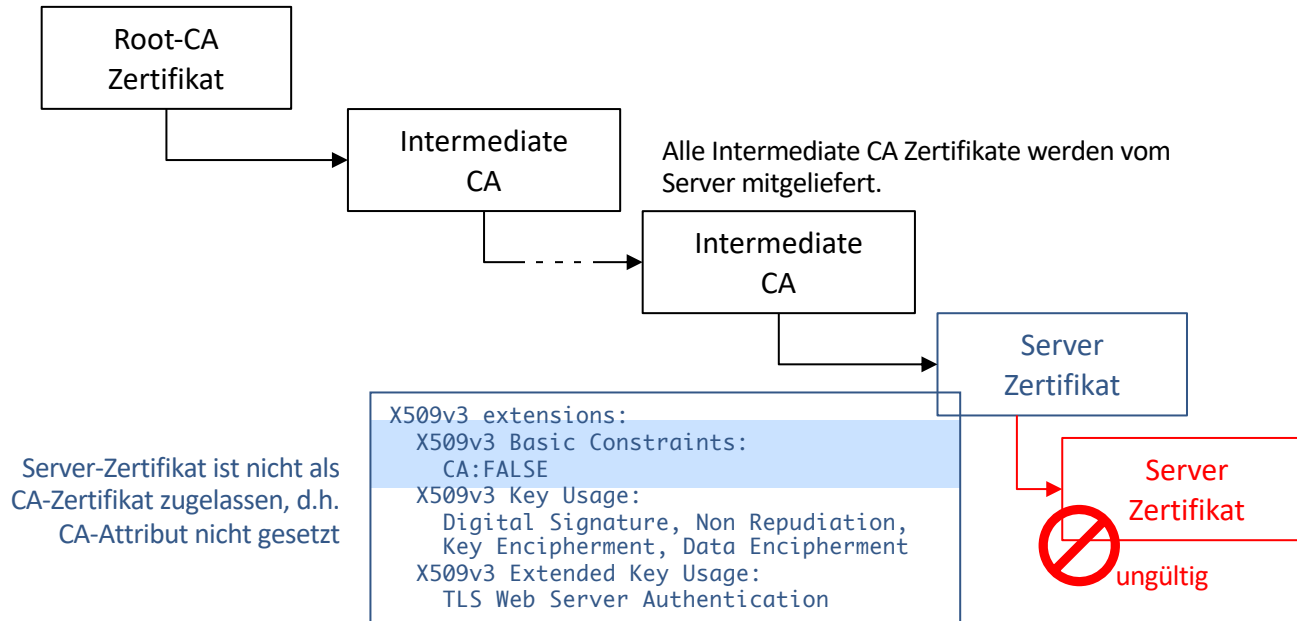 Root-CA
Zertifikat
Intermediate
CA
Alle Intermediate CA Zertifikate werden vom
Server mitgeliefert.
Intermediate
CA
Server
Zertifikat
Server-Zertifikat ist nicht als
CA-Zertifikat zugelassen, d.h.
CA-Attribut nicht gesetzt
X509v3 extensions:
X509v3 Basic Constraints:
CA:FALSE
X509v3 Key Usage:
Digital Signature, Non Repudiation,
Key Encipherment, Data Encipherment
X509v3 Extended Key Usage:
TLS Web Server Authentication
Server
Zertifikat
ungültig